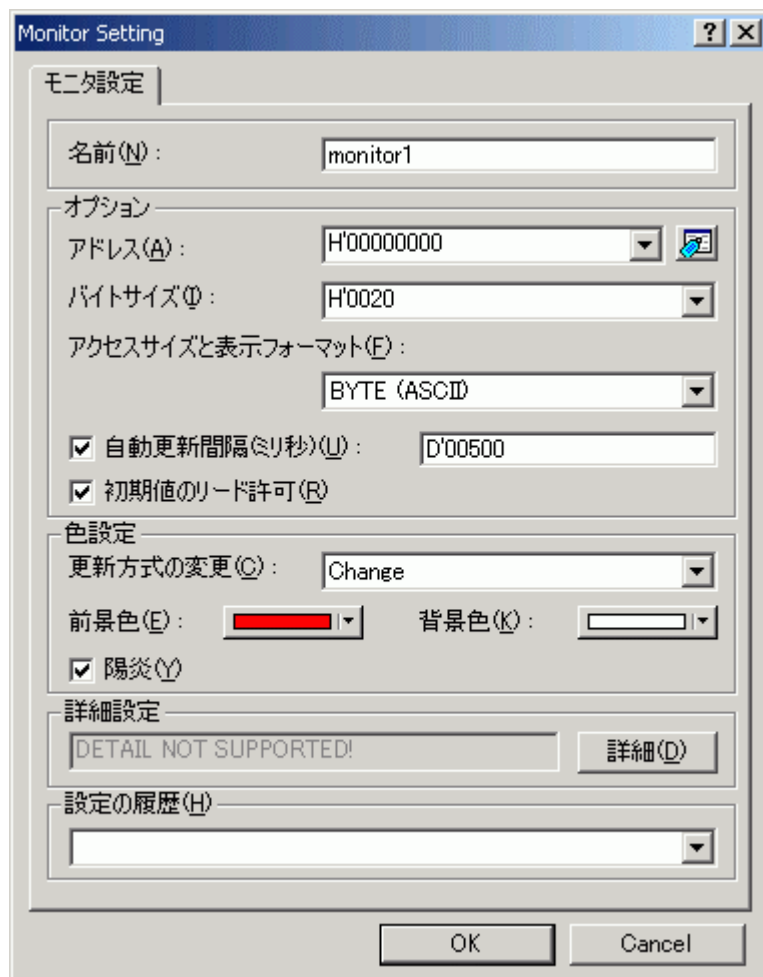 Monitor Setting
モニタ設定
名前(N) : monitor1
オプション
アドレス(A) : H'00000000
バイトサイズ(I) : H'0020
アクセスサイズと表示フォーマット(F) :
BYTE (ASCII)
自動更新間隔(ミリ秒)(U) : D'00500
初期値のリード許可(R)
色設定
更新方式の変更(C) : Change
前景色(E) : 背景色(K) :
陽炎(Y)
詳細設定
DETAIL NOT SUPPORTED! 詳細(D)
設定の履歴(H)
OK Cancel